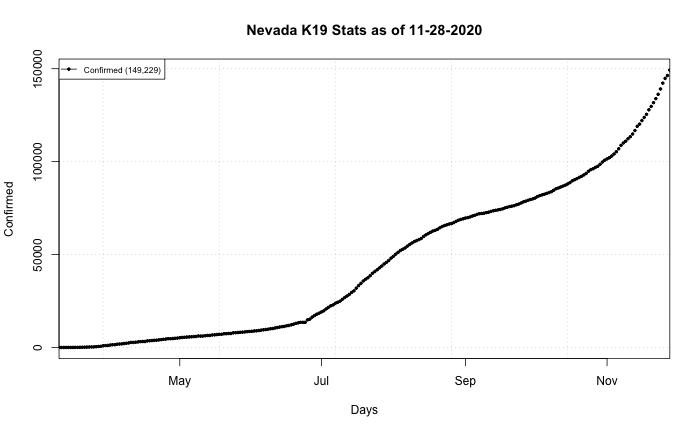 Nevada K19 Stats as of 11-28-2020
Confirmed (149,229)
150000
100000
50000
0
Confirmed
May Jul Sep Nov
Days